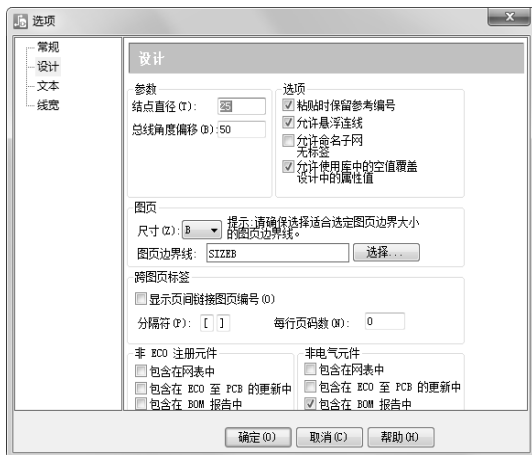 选项
常规
设计
文本
线宽
设计
参数
结点直径(T): 25
总线角度偏移(B): 50
选项
粘贴时保留参考编号
允许悬浮连线
允许命名子网
无标签
允许使用库中的空值覆盖
设计中的属性值
图页
尺寸(Z): B
提示:请确保选择适合选定图页边界大小
的图页边界线。
图页边界线: SIZEB 选择...
跨图页标签
显示页间链接图页编号(O)
分隔符(P): [ ] 每行页码数(N): 0
非 ECO 注册元件
包含在网表中
包含在 ECO 至 PCB 的更新中
包含在 BOM 报告中
非电气元件
包含在网表中
包含在 ECO 至 PCB 的更新中
包含在 BOM 报告中
确定(O) 取消(C) 帮助(H)